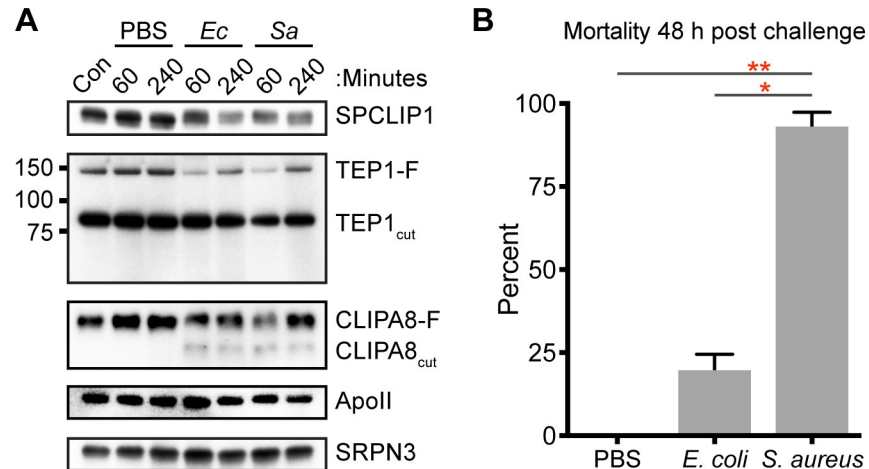 A
PBS Ec Sa
Con 60 240 60 240 60 240 :Minutes
SPCLIP1
150 TEP1-F
100
75 TEP1cut
CLIPA8-F
CLIPA8cut
ApoII
SRPN3
B
Mortality 48 h post challenge
**
*
Percent
100
75
50
25
0
PBS E. coli S. aureus